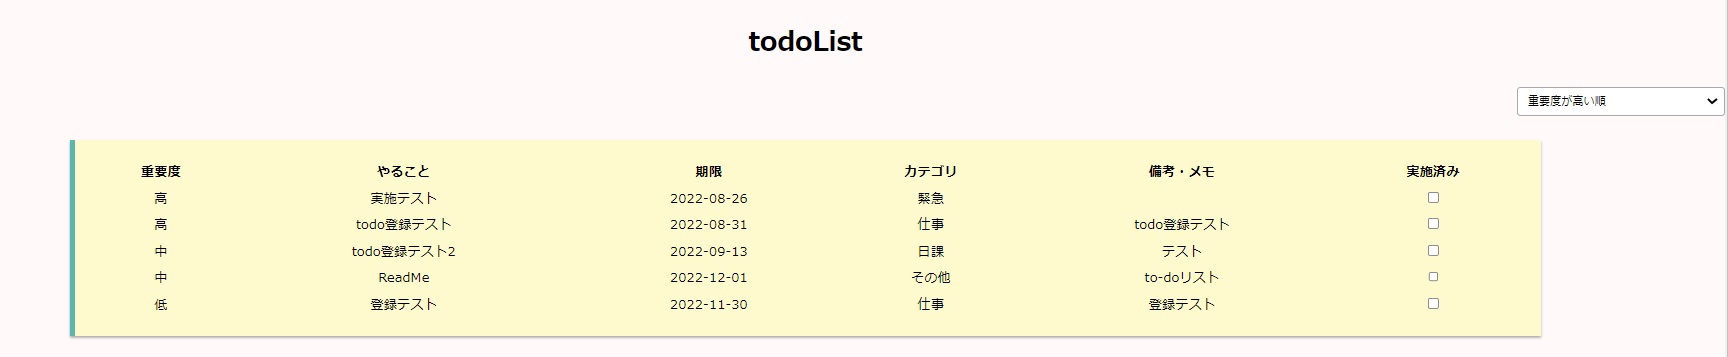 todoList
重要度が高い順
重要度 やること 期限 カテゴリ 備考・メモ 実施済み
高 実施テスト 2022-08-26 緊急
高 todo登録テスト 2022-08-31 仕事 todo登録テスト
中 todo登録テスト2 2022-09-13 日課 テスト
中 ReadMe 2022-12-01 その他 to-doリスト
低 登録テスト 2022-11-30 仕事 登録テスト